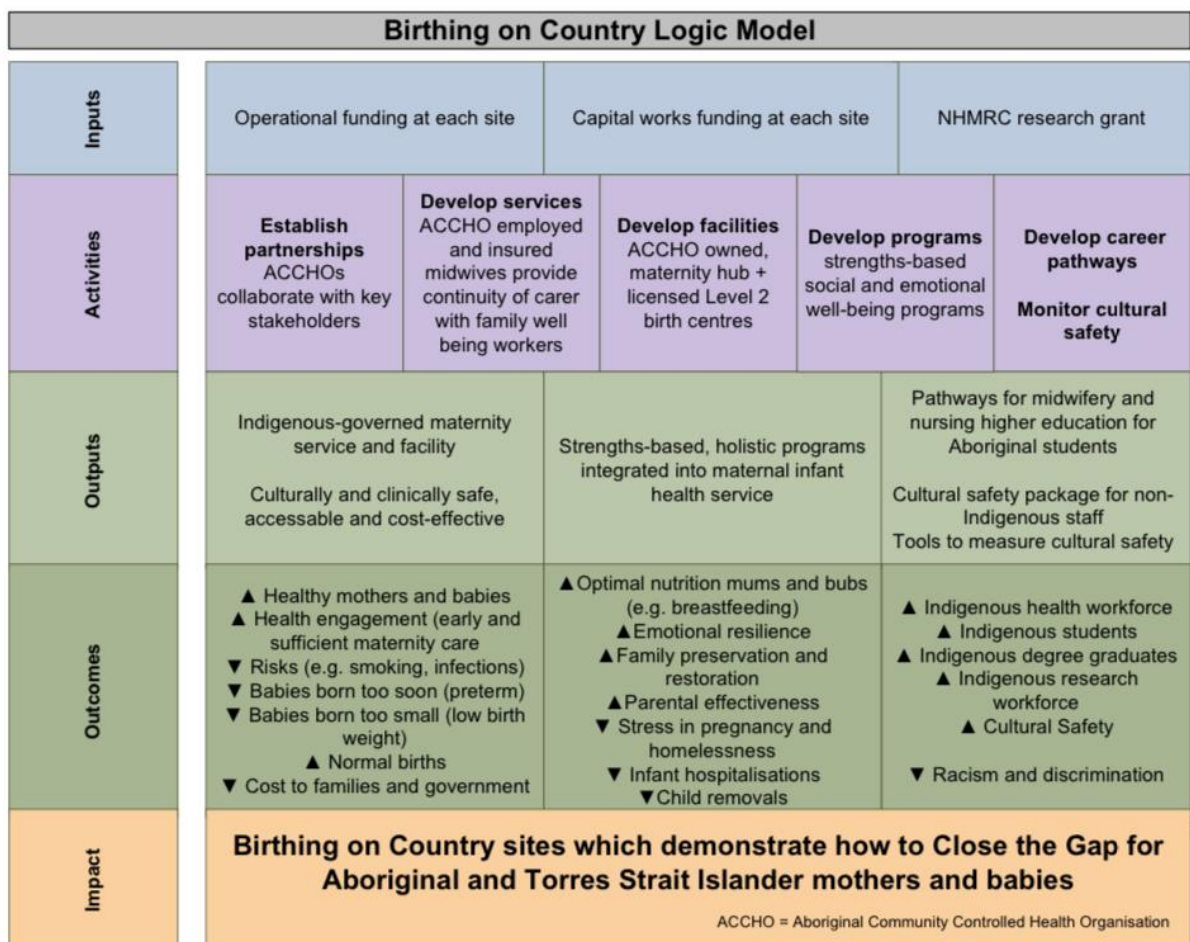 Birthing on Country Logic Model
Inputs
Operational funding at each site
Capital works funding at each site
NHMRC research grant
Activities
Establish
partnerships
ACCHOs
collaborate with key
stakeholders
Develop services
ACCHO employed
and insured
midwives provide
continuity of carer
with family well
being workers
Develop facilities
ACCHO owned,
maternity hub +
licensed Level 2
birth centres
Develop programs
strengths-based
social and emotional
well-being programs
Develop career
pathways
Monitor cultural
safety
Outputs
Indigenous-governed maternity
service and facility
Culturally and clinically safe,
accessable and cost-effective
Strengths-based, holistic programs
integrated into maternal infant
health service
Pathways for midwifery and
nursing higher education for
Aboriginal students
Cultural safety package for non-
Indigenous staff
Tools to measure cultural safety
Outcomes
▲ Healthy mothers and babies
▲ Health engagement (early and
sufficient maternity care
▼ Risks (e.g. smoking, infections)
▼ Babies born too soon (preterm)
▼ Babies born too small (low birth
weight)
▲ Normal births
▼ Cost to families and government
▲Optimal nutrition mums and bubs
(e.g. breastfeeding)
▲Emotional resilience
▲Family preservation and
restoration
▲Parental effectiveness
▼ Stress in pregnancy and
homelessness
▼ Infant hospitalisations
▼Child removals
▲ Indigenous health workforce
▲ Indigenous students
▲ Indigenous degree graduates
▲ Indigenous research
workforce
▲ Cultural Safety
▼ Racism and discrimination
Impact
Birthing on Country sites which demonstrate how to Close the Gap for
Aboriginal and Torres Strait Islander mothers and babies
ACCHO = Aboriginal Community Controlled Health Organisation